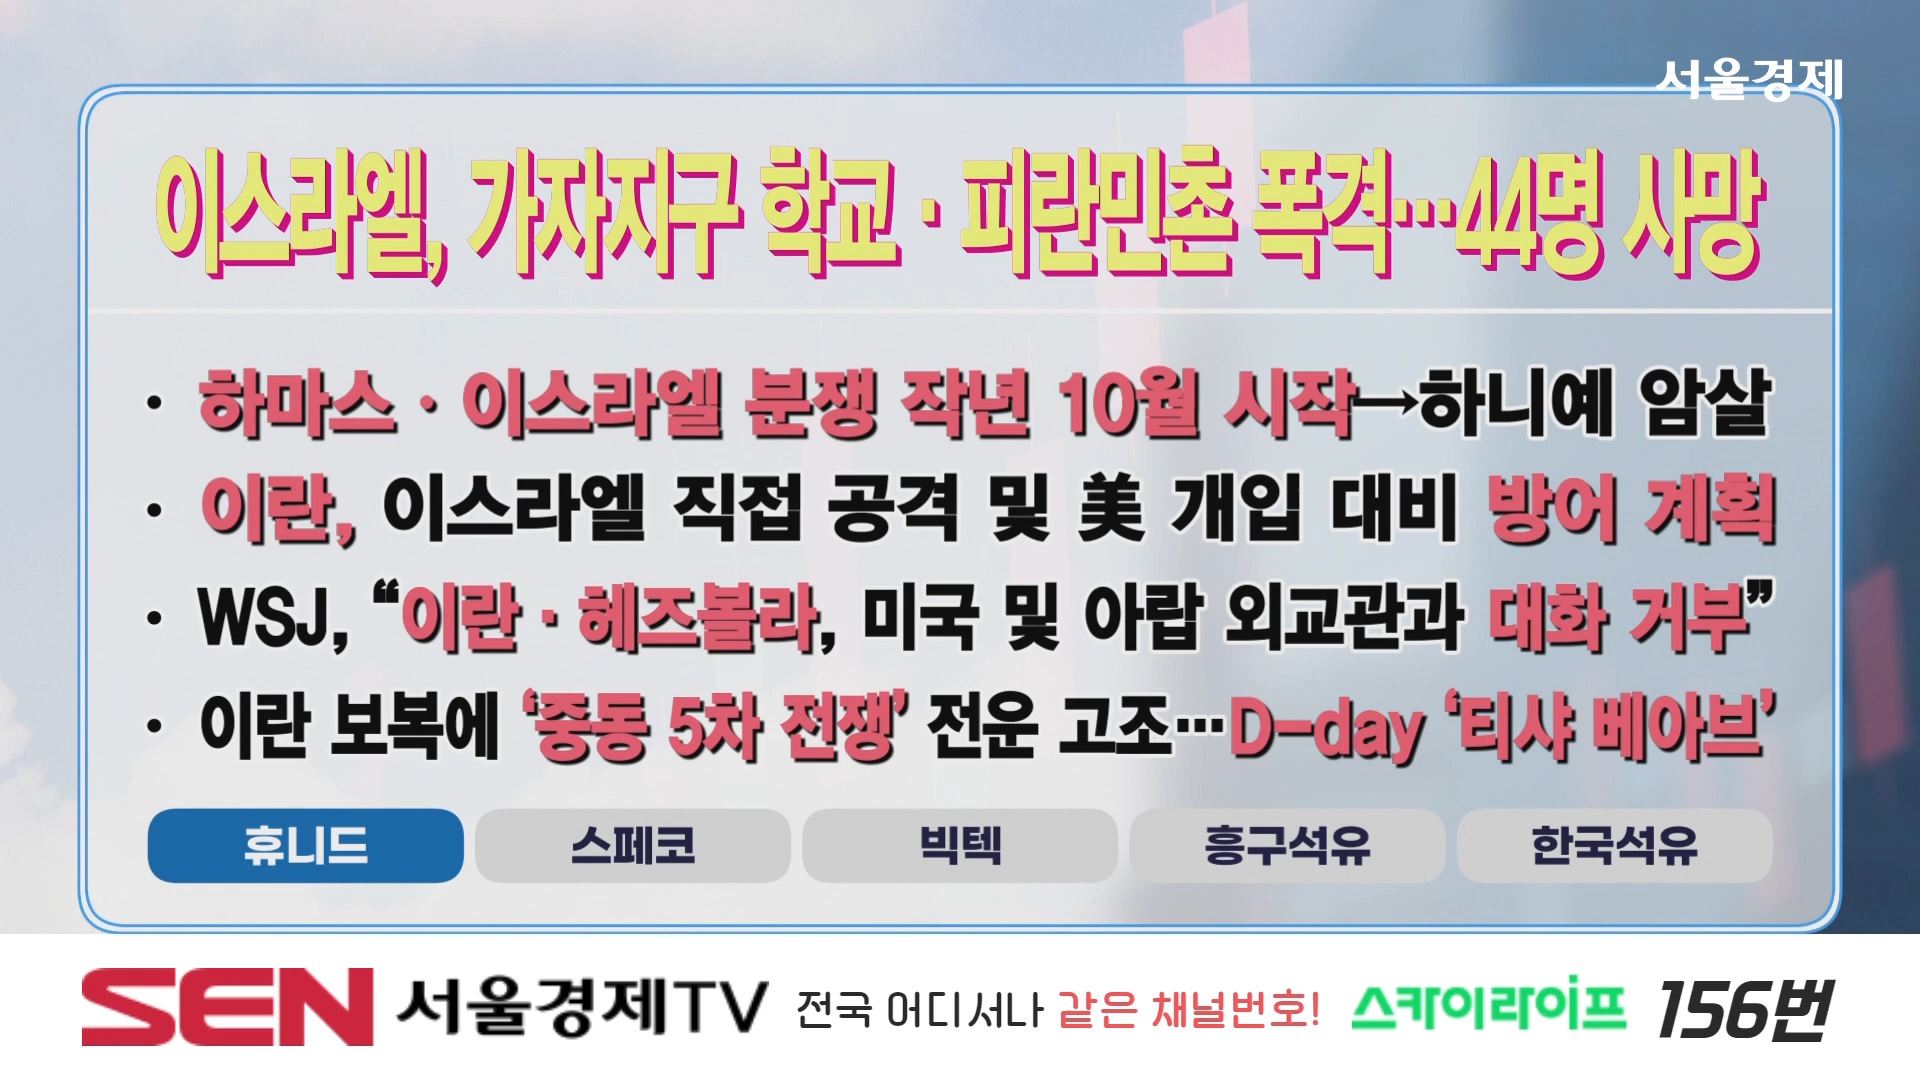 서울경제
이스라엘, 가자지구 학교·피란민촌 폭격…44명 사망
· 하마스·이스라엘 분쟁 작년 10월 시작→하니예 암살
· 이란, 이스라엘 직접 공격 및 美 개입 대비 방어 계획
· WSJ, “이란·헤즈볼라, 미국 및 아랍 외교관과 대화 거부”
· 이란 보복에 ‘중동 5차 전쟁’ 전운 고조…D-day ‘티샤 베아브’
휴니드 스페코 빅텍 흥구석유 한국석유
SEN 서울경제TV 전국 어디서나 같은 채널번호! 스카이라이프 156번